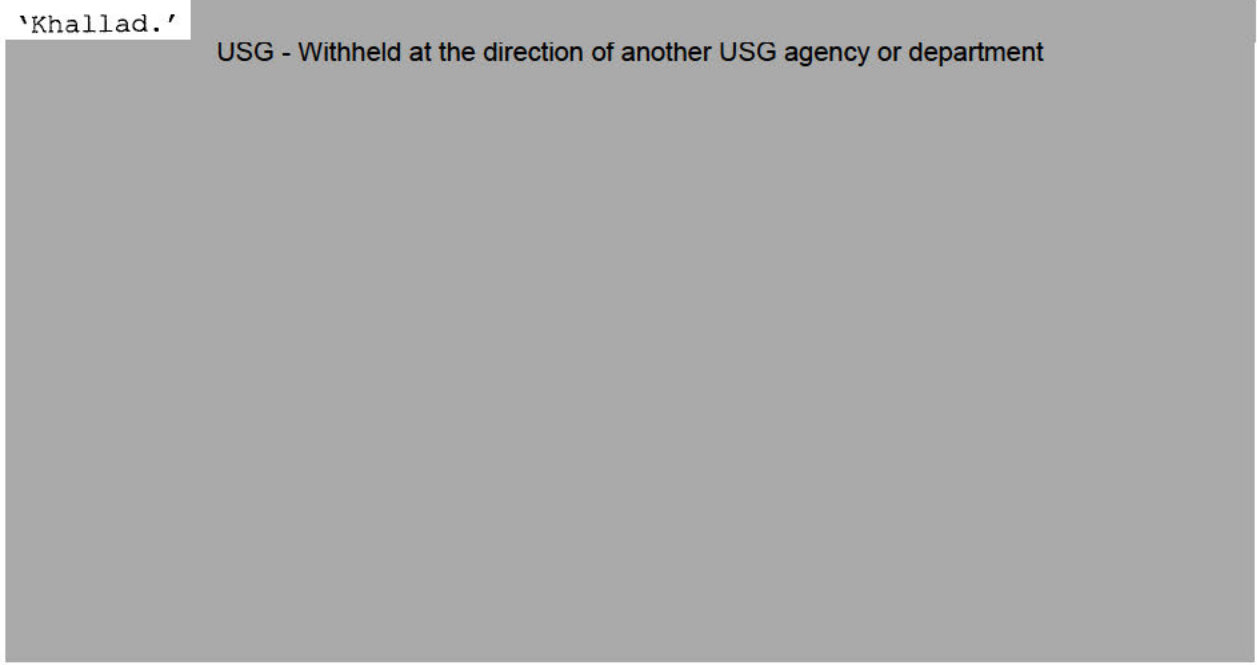 ‘Khallad.’
USG - Withheld at the direction of another USG agency or department